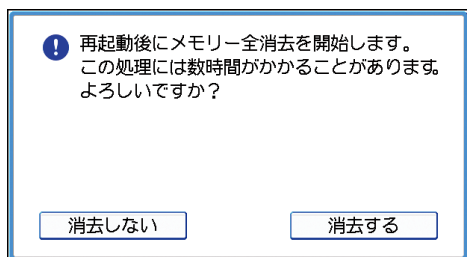 再起動後にメモリー全消去を開始します。
この処理には数時間がかかることがあります。
よろしいですか？
消去しない
消去する